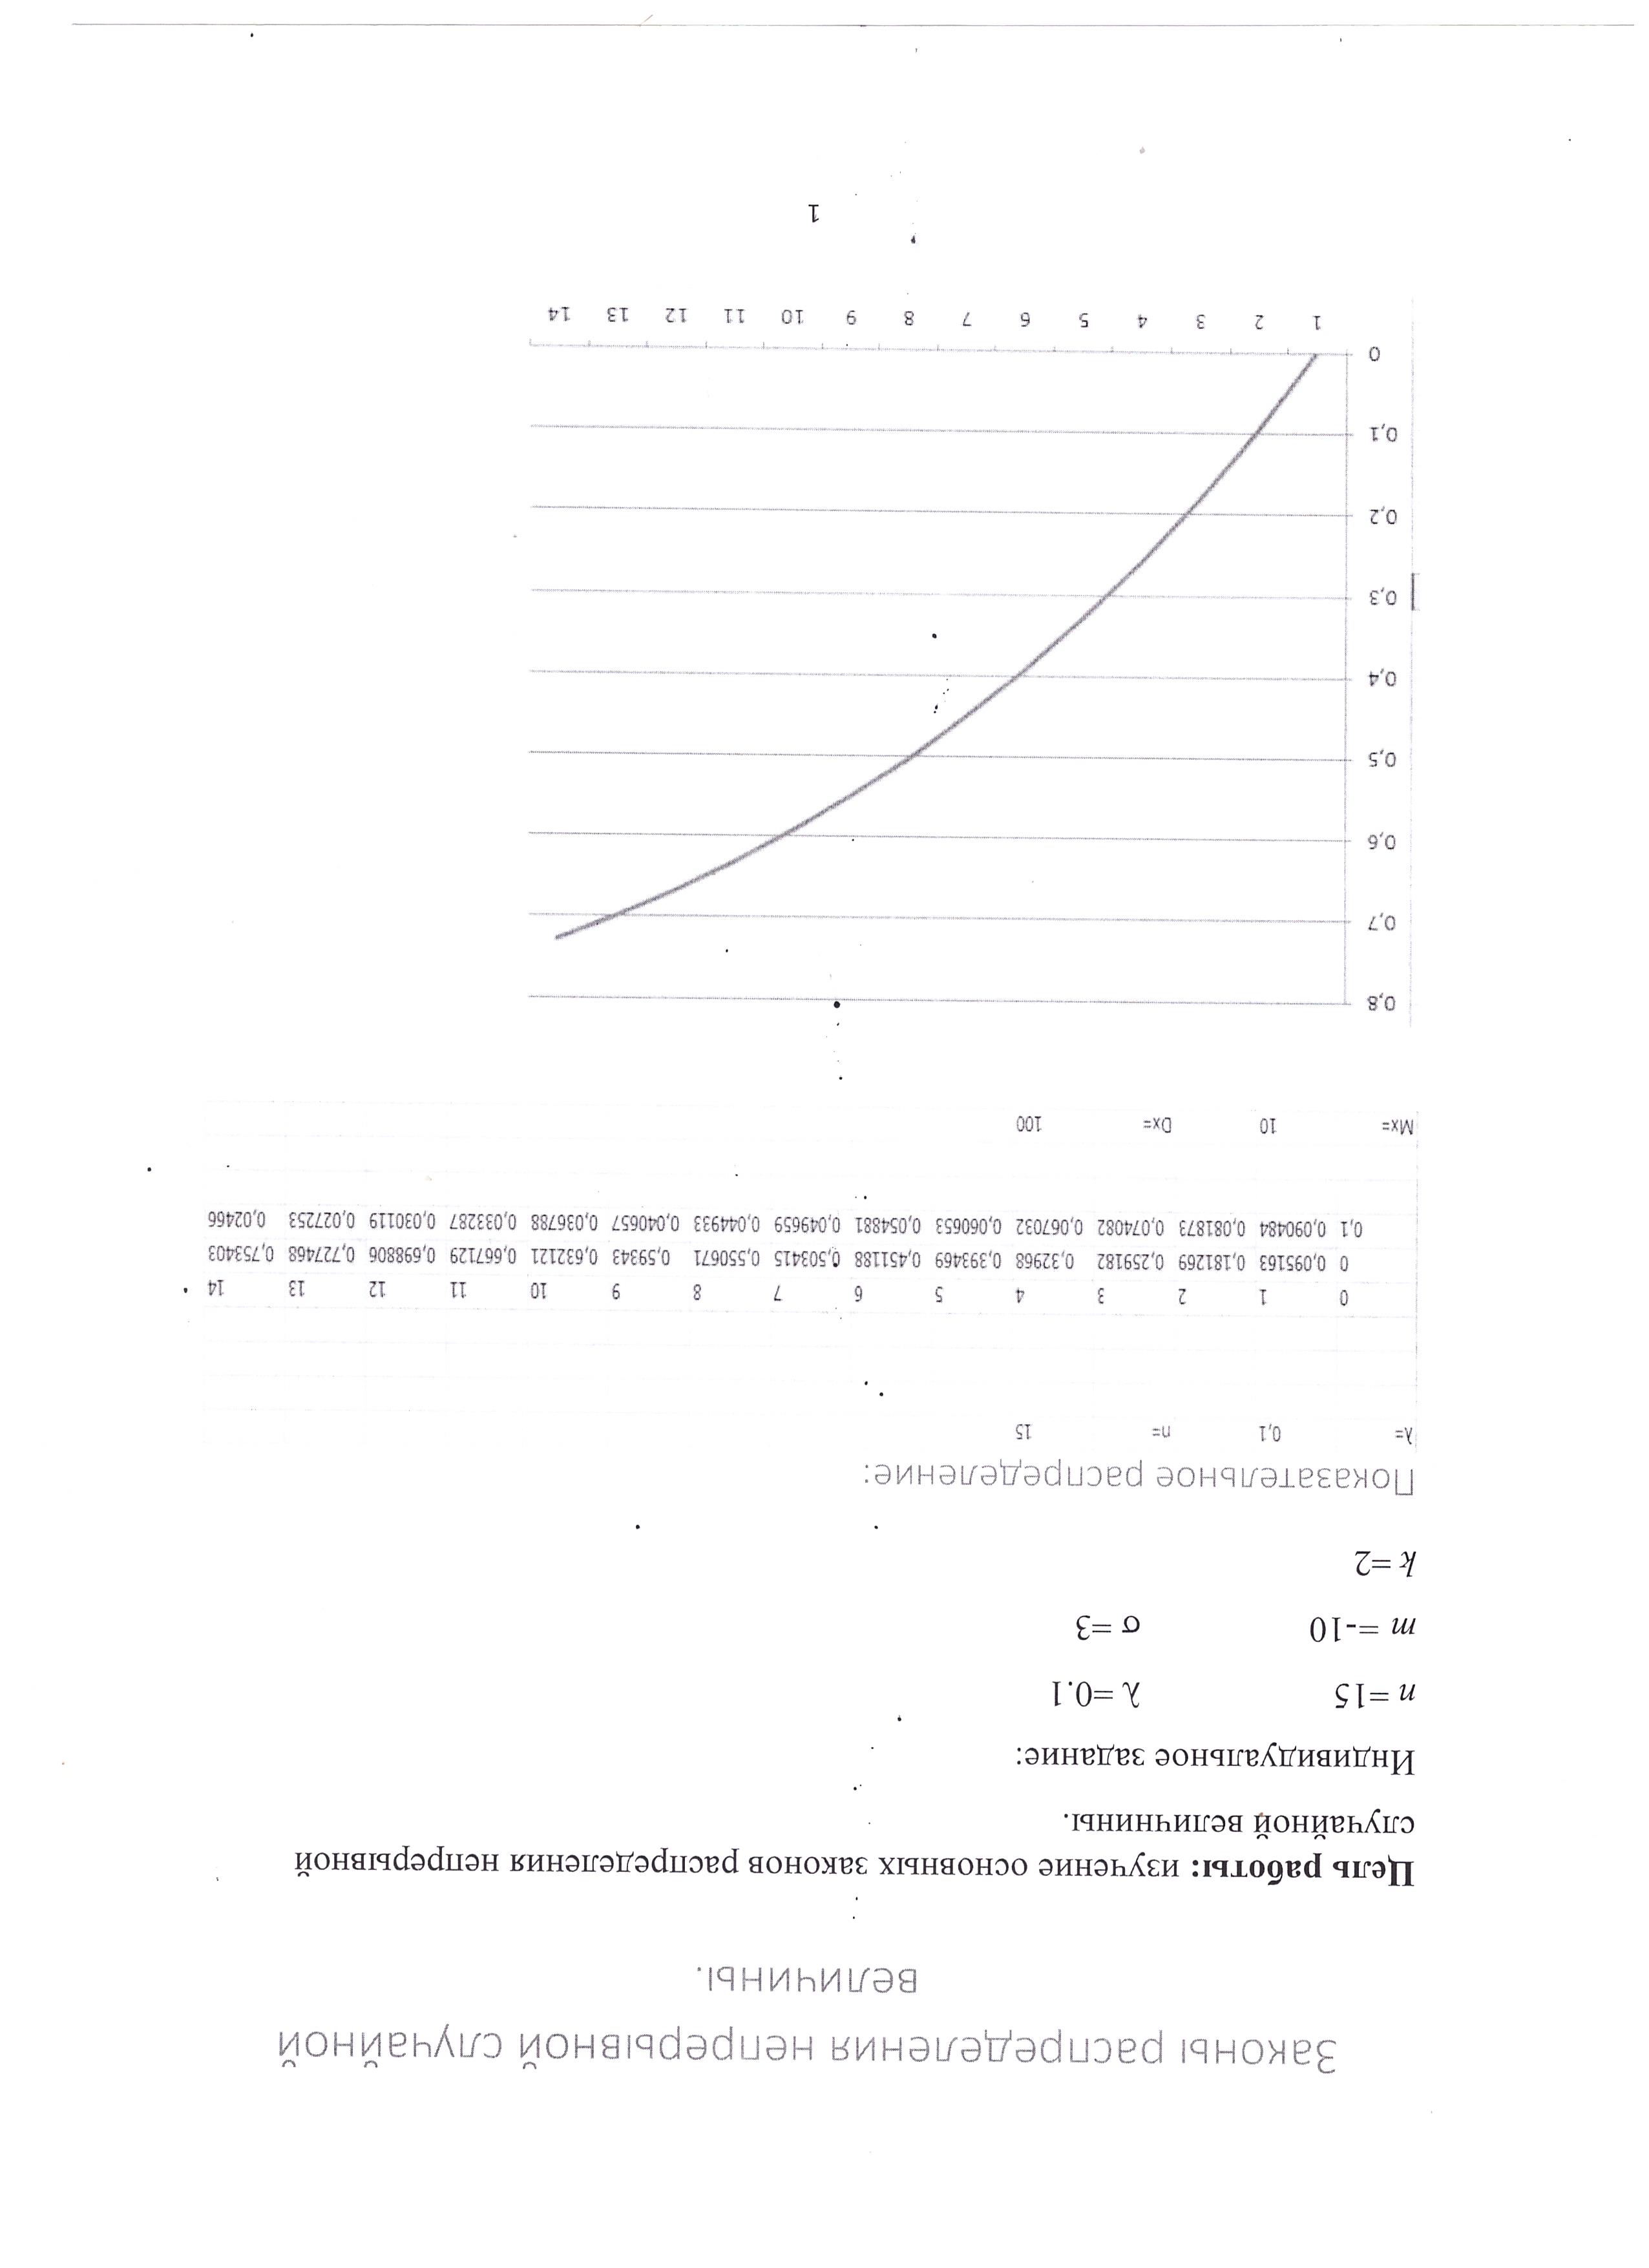 Законы распределения непрерывной случайной
величины.
Цель работы: изучение основных законов распределения непрерывной
случайной величнины.
Индивидуальное задание:
n =15 λ =0.1
m =-10 σ =3
k =2
Показательное распределение:
λ= 0,1 n= 15
0 1 2 3 4 5 6 7 8 9 10 11 12 13 14
0 0,095163 0,181269 0,259182 0,32968 0,393469 0,451188 0,503415 0,550671 0,59343 0,632121 0,667129 0,698806 0,727468 0,753403
0,1 0,090484 0,081873 0,074082 0,067032 0,060653 0,054881 0,049659 0,044933 0,040657 0,036788 0,033287 0,030119 0,027253 0,02466
Mx= 10 Dx= 100
0,8
0,7
0,6
0,5
0,4
0,3
0,2
0,1
0
1 2 3 4 5 6 7 8 9 10 11 12 13 14
1